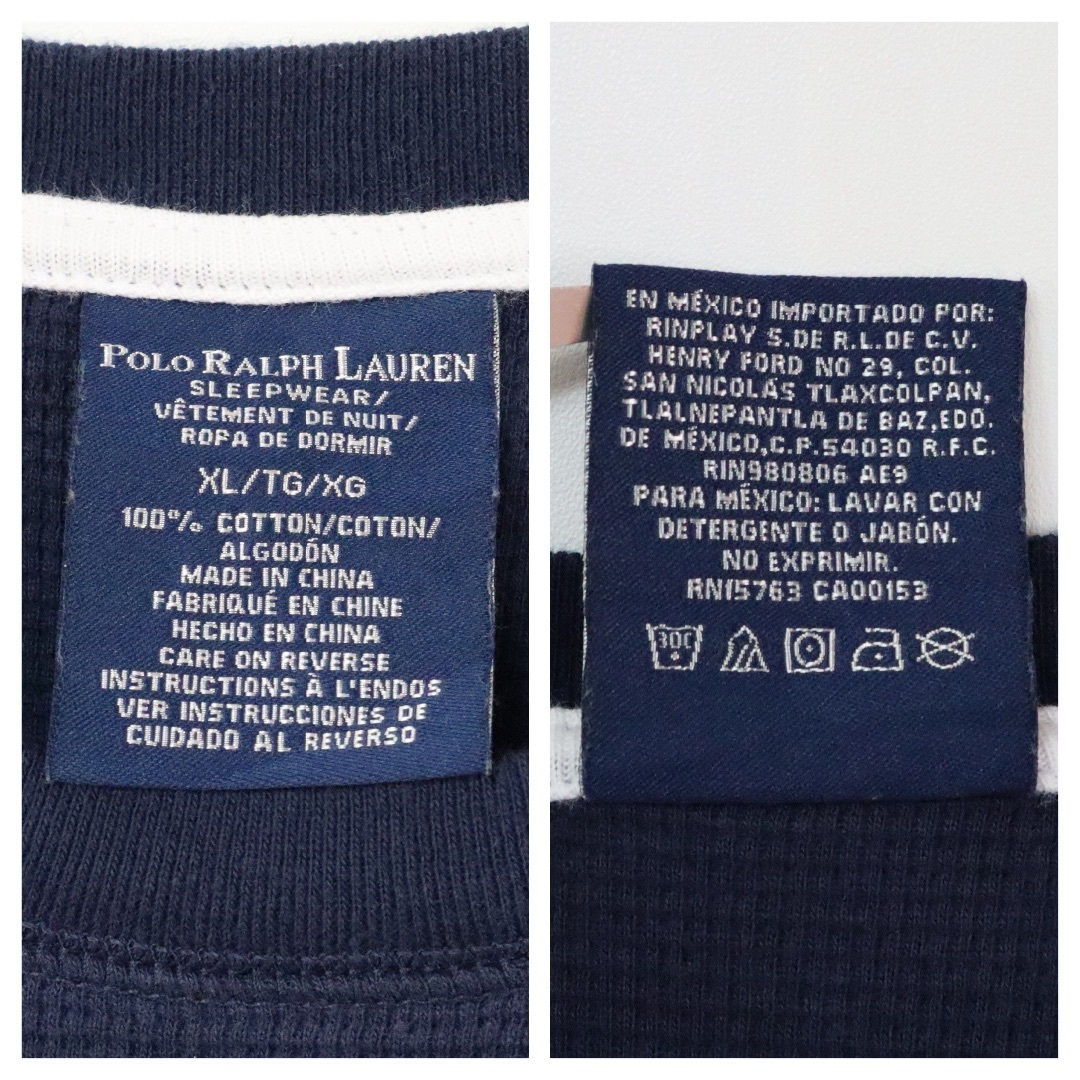 POLO RALPH LAUREN
SLEEPWEAR/
VÊTEMENT DE NUIT/
ROPA DE DORMIR
XL/TG/XG
100% COTTON/COTON/
ALGODÓN
MADE IN CHINA
FABRIQUÉ EN CHINE
HECHO EN CHINA
CARE ON REVERSE
INSTRUCTIONS À L'ENDOS
VER INSTRUCCIONES DE
CUIDADO AL REVERSO
EN MÉXICO IMPORTADO POR:
RINPLAY S.DE R.L.DE C.V.
HENRY FORD NO 29, COL.
SAN NICOLÁS TLAXCOLPAN,
TLALNEPANTLA DE BAZ,EDO.
DE MÉXICO,C.P.54030 R.F.C.
RIN980806 AE9
PARA MÉXICO: LAVAR CON
DETERGENTE O JABÓN.
NO EXPRIMIR.
RN15763 CA00153
30C